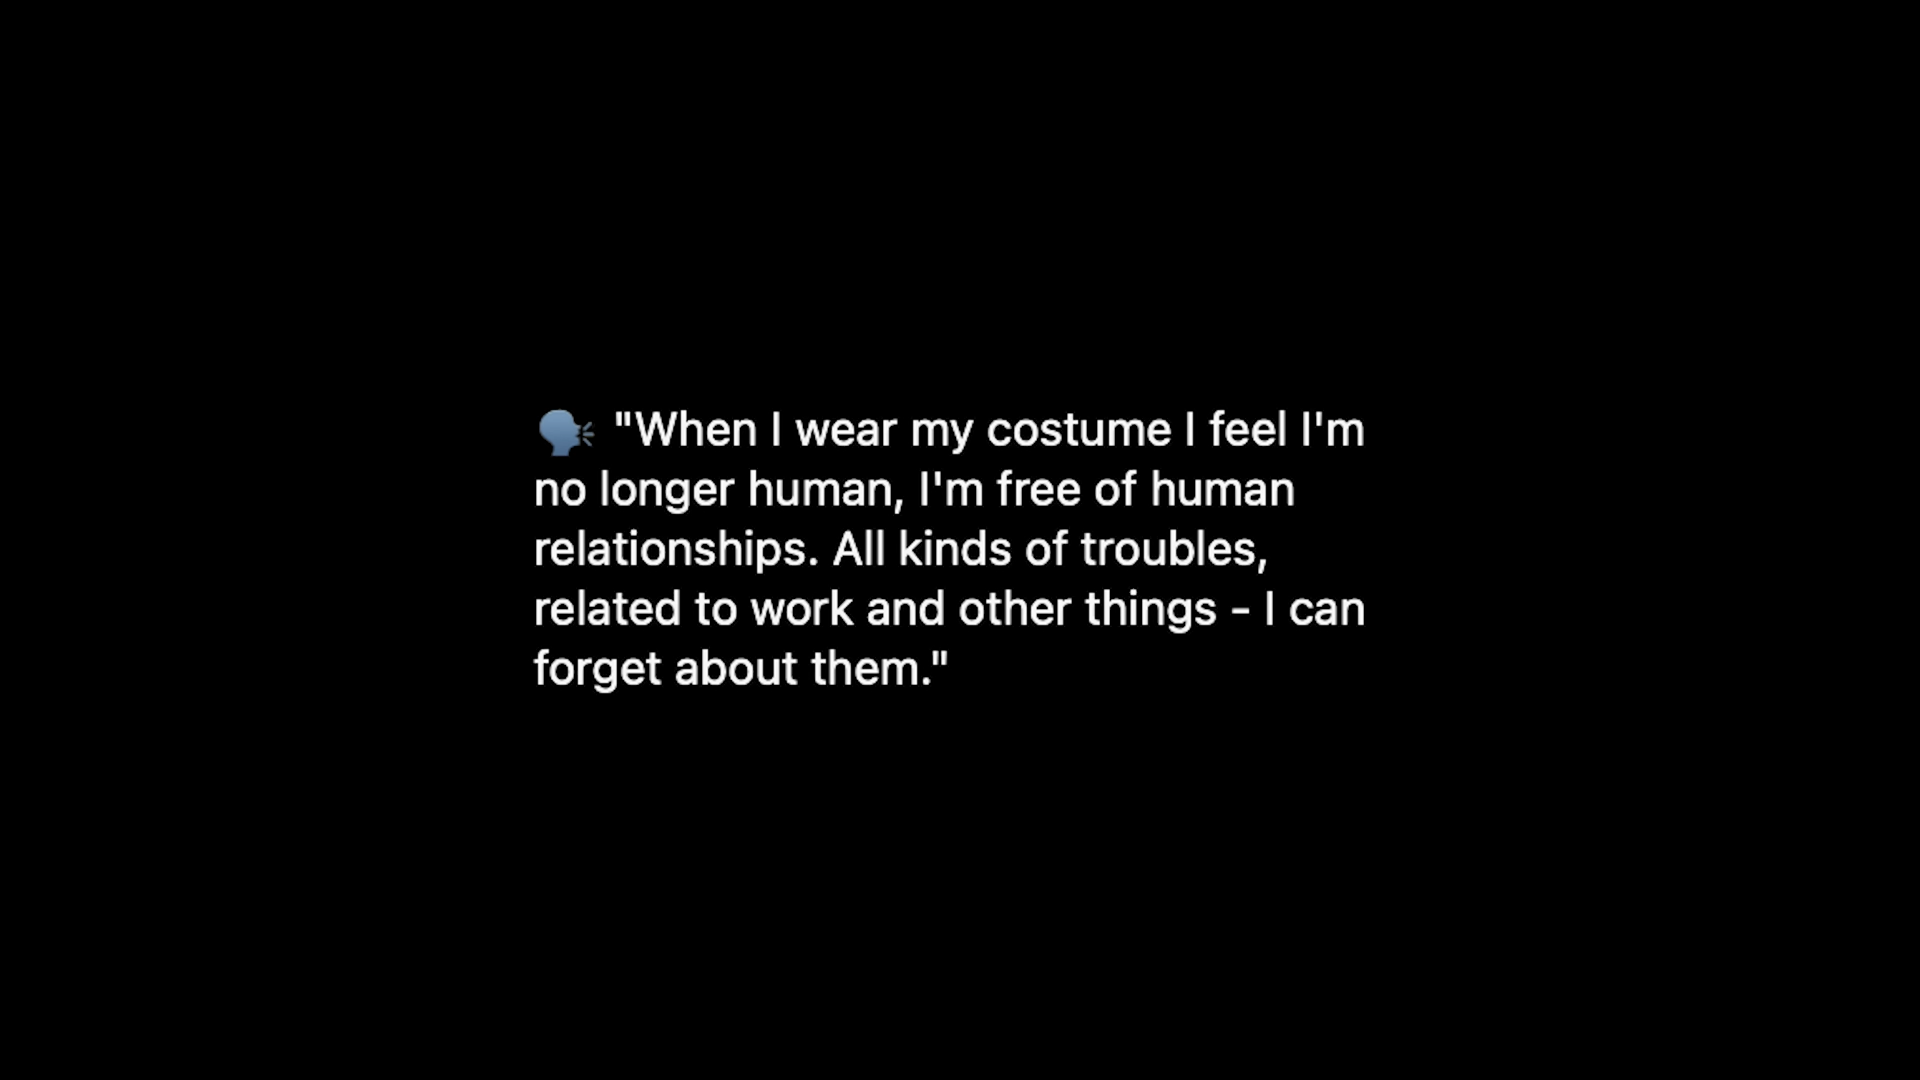 🗣️ "When I wear my costume I feel I'm
no longer human, I'm free of human
relationships. All kinds of troubles,
related to work and other things - I can
forget about them."